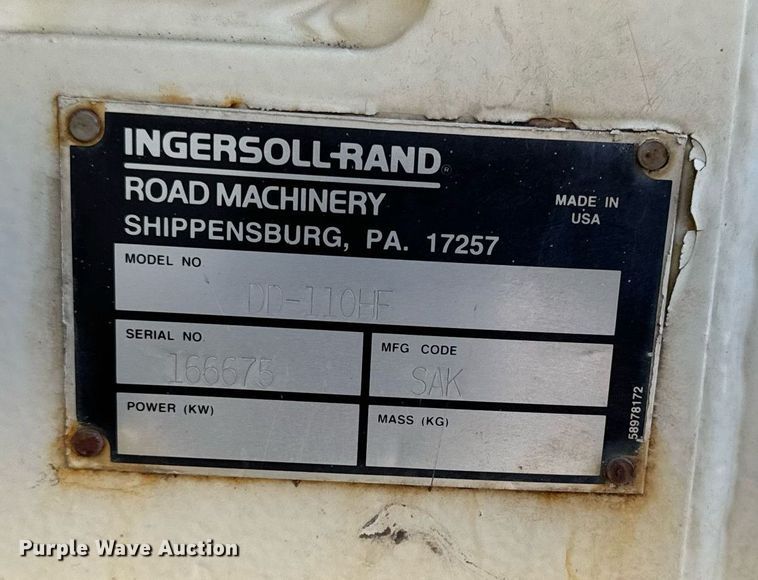 INGERSOLL-RAND®
ROAD MACHINERY
SHIPPENSBURG, PA. 17257
MADE IN
USA
MODEL NO
DD-110HF
SERIAL NO
166675
MFG CODE
SAK
POWER (KW)
MASS (KG)
58978172
Purple Wave Auction